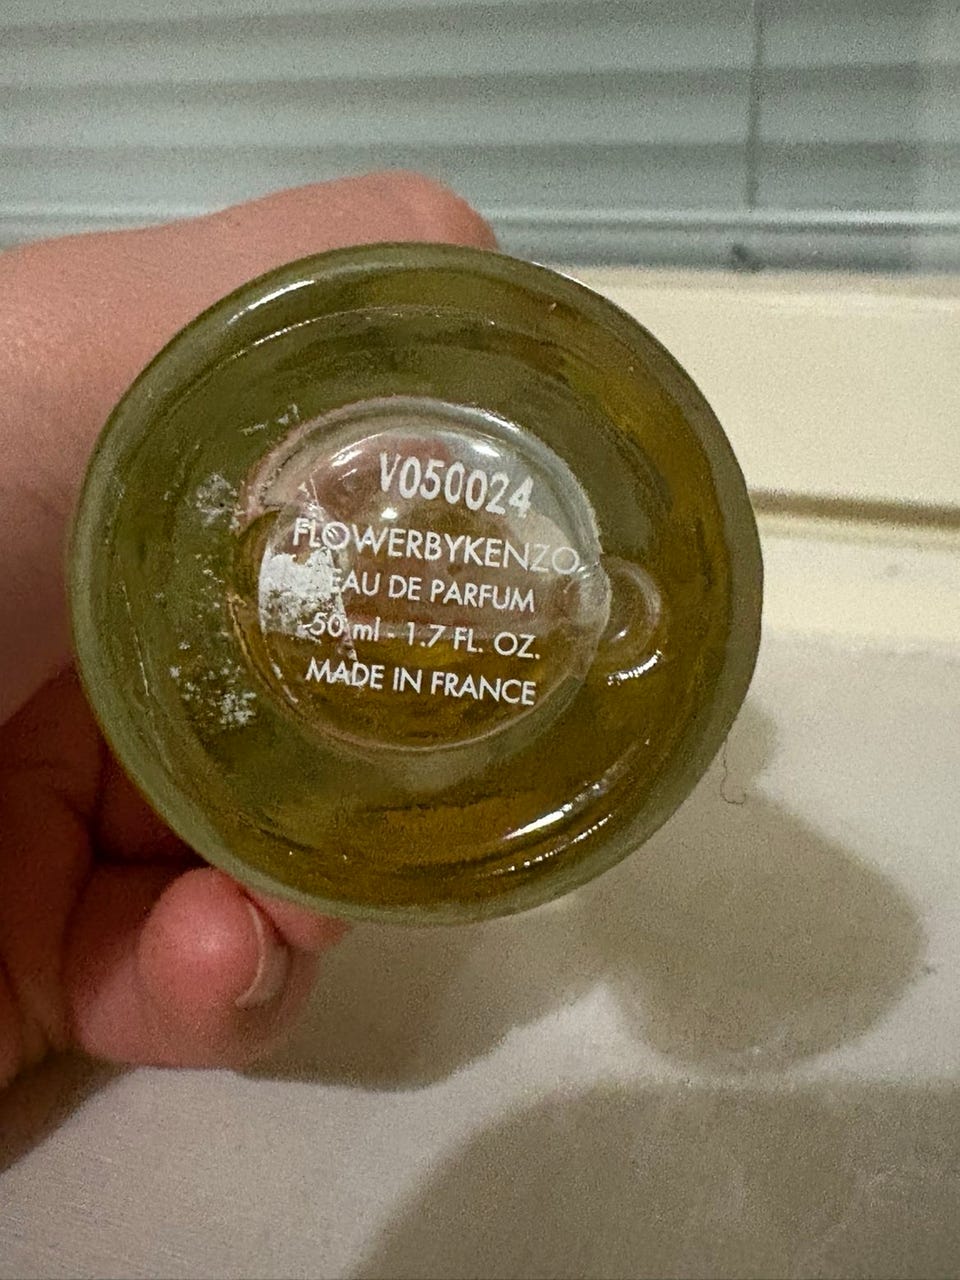 V050024
FLOWERBYKENZO
EAU DE PARFUM
50 ml - 1.7 FL. OZ.
MADE IN FRANCE